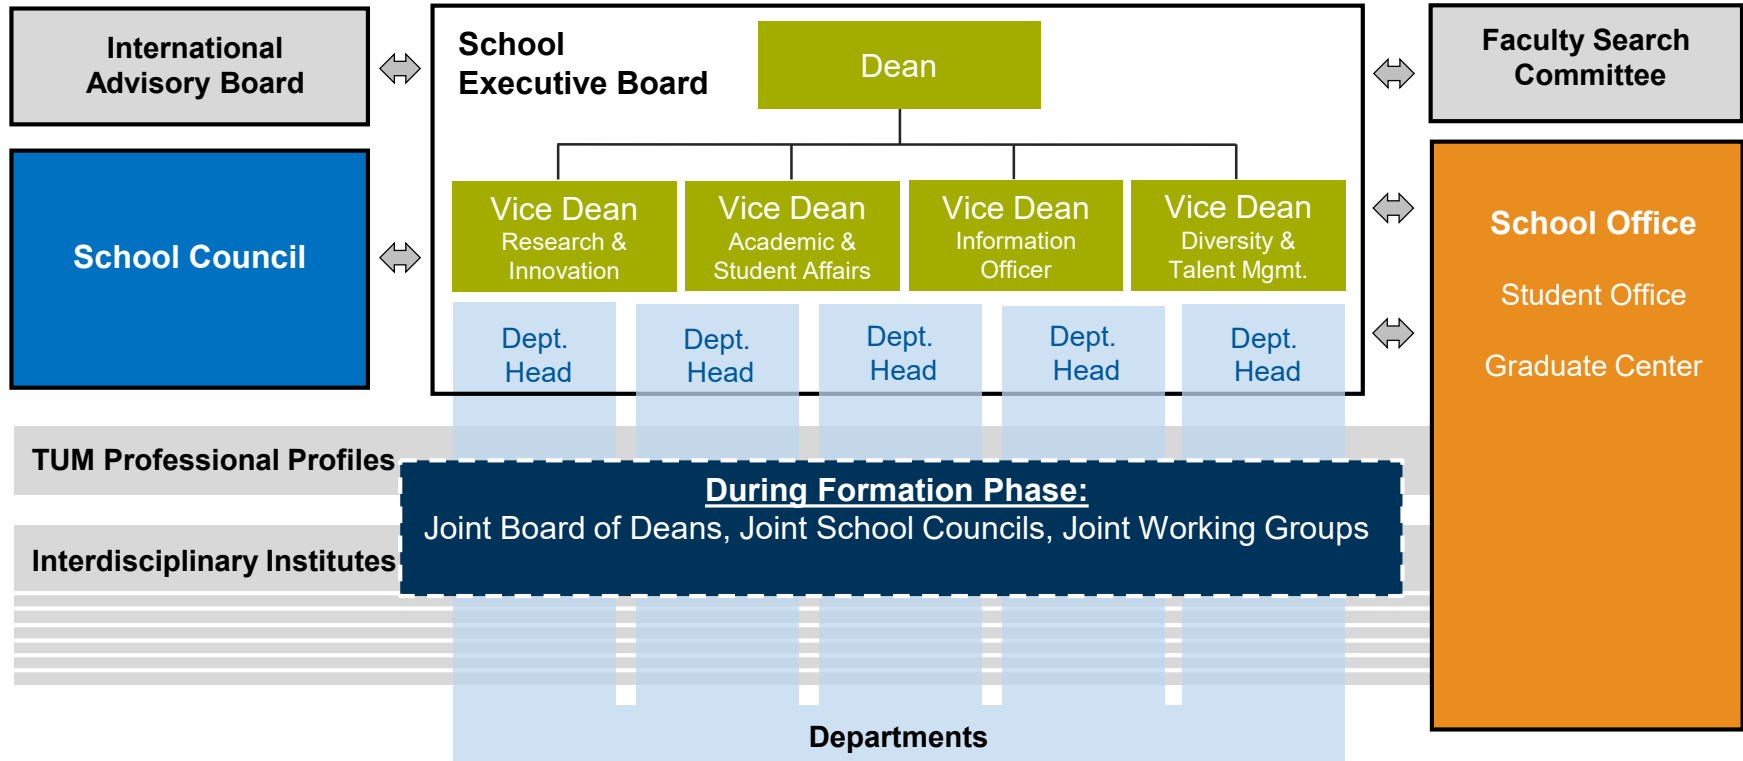 International
Advisory Board
School
Executive Board
Dean
Faculty Search
Committee
School Council
Vice Dean
Research &
Innovation
Vice Dean
Academic &
Student Affairs
Vice Dean
Information
Officer
Vice Dean
Diversity &
Talent Mgmt.
School Office
Student Office
Graduate Center
Dept.
Head
Dept.
Head
Dept.
Head
Dept.
Head
Dept.
Head
TUM Professional Profiles
During Formation Phase:
Joint Board of Deans, Joint School Councils, Joint Working Groups
Interdisciplinary Institutes
Departments